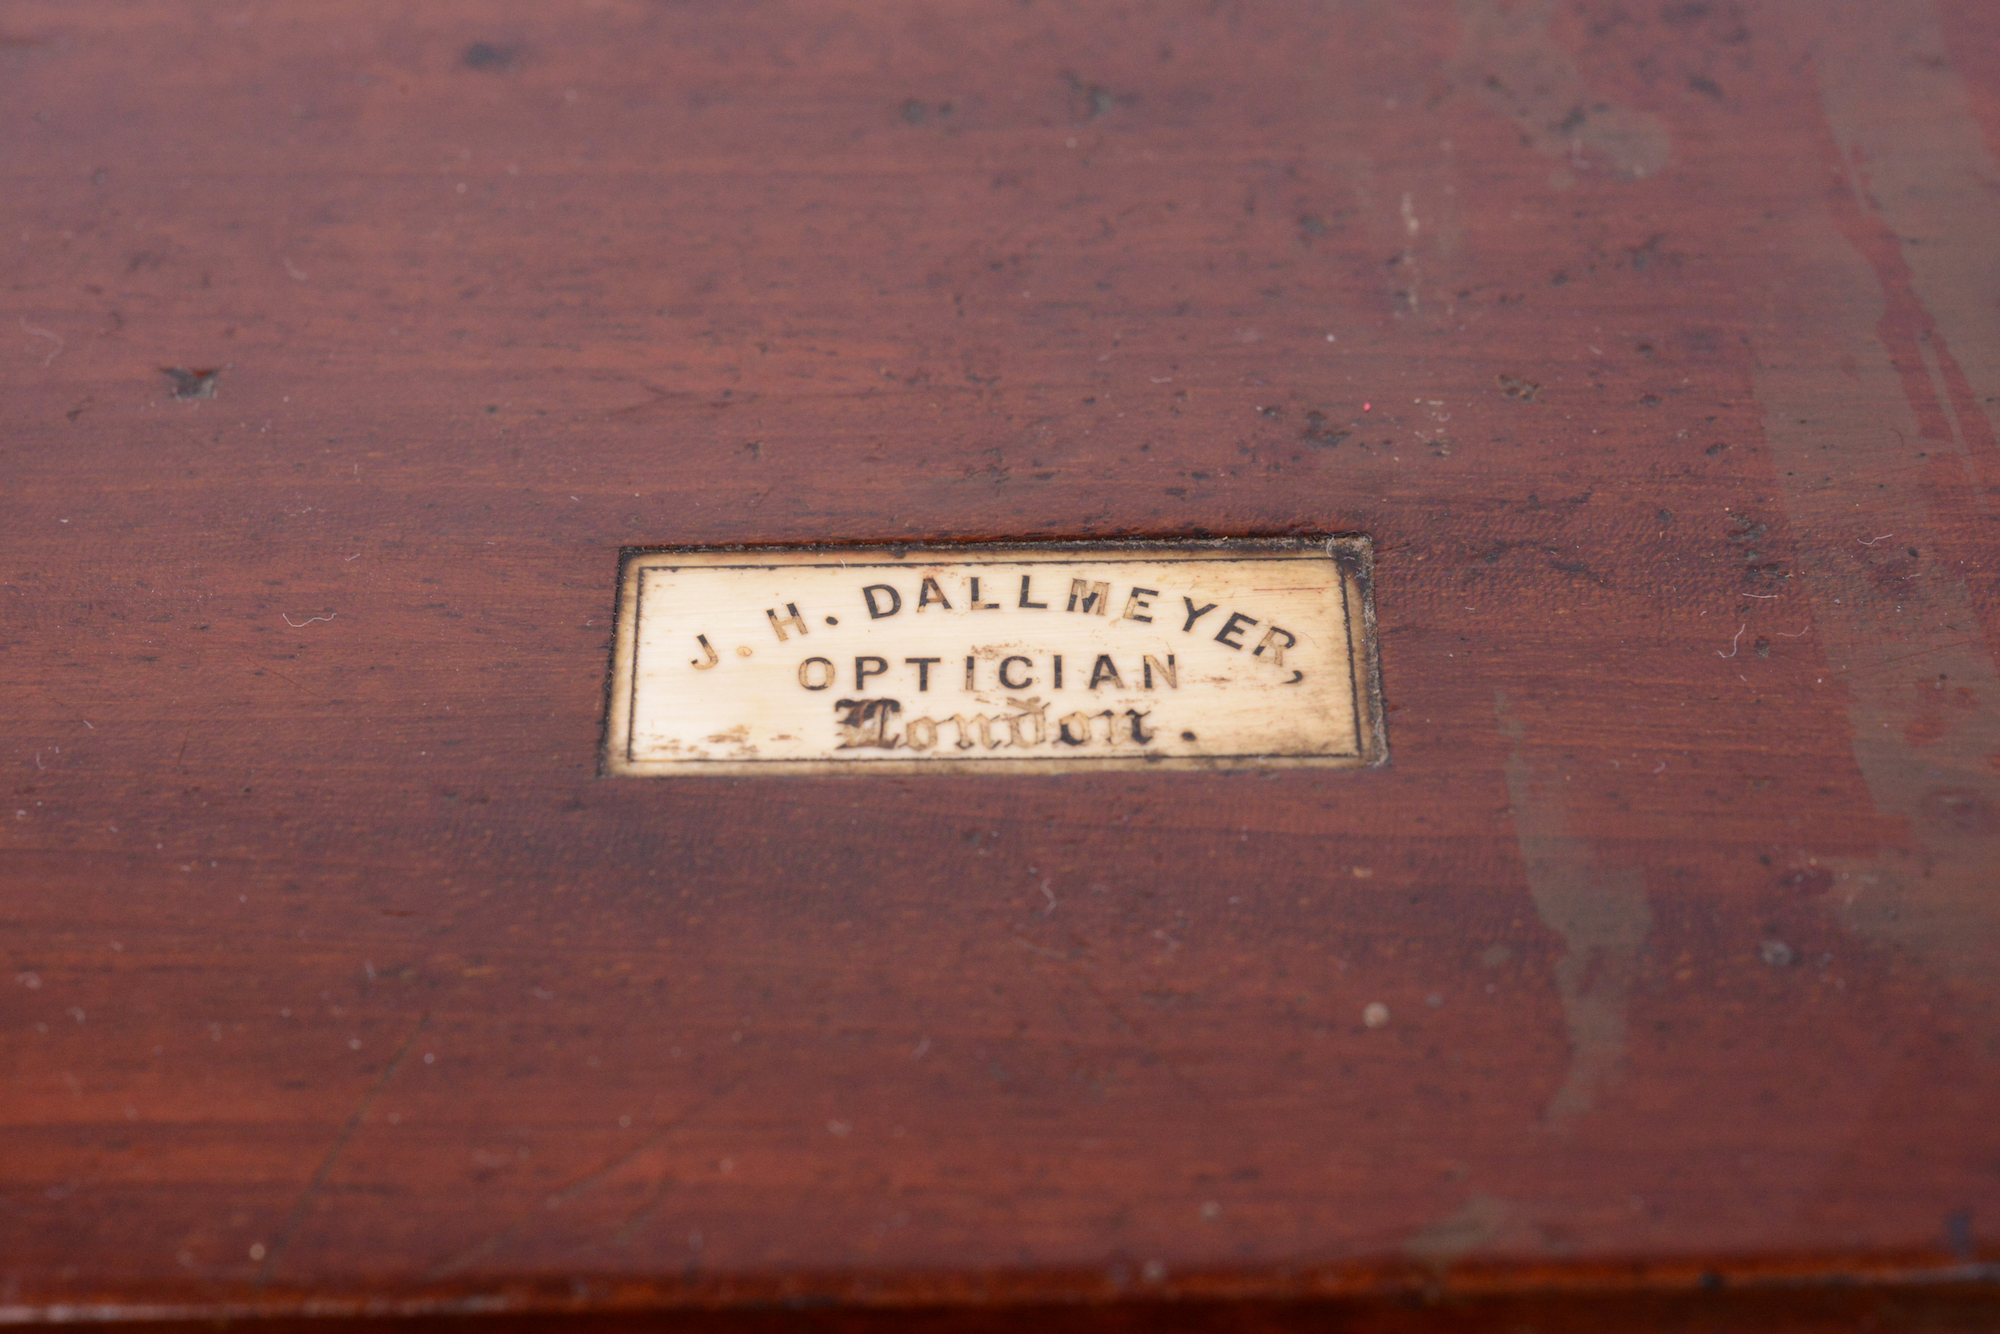 J. H. DALLMEYER,
OPTICIAN
London.